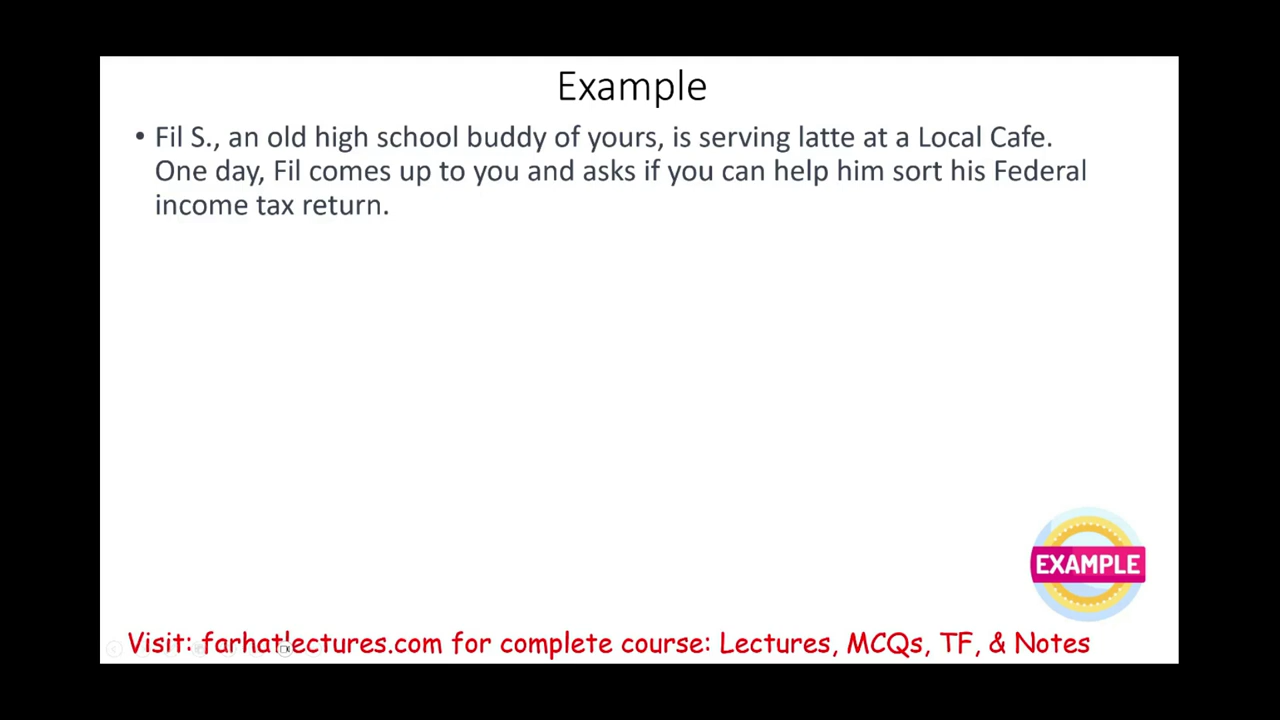 Example
• Fil S., an old high school buddy of yours, is serving latte at a Local Cafe.
One day, Fil comes up to you and asks if you can help him sort his Federal
income tax return.
EXAMPLE
Visit: farhatlectures.com for complete course: Lectures, MCQs, TF, & Notes